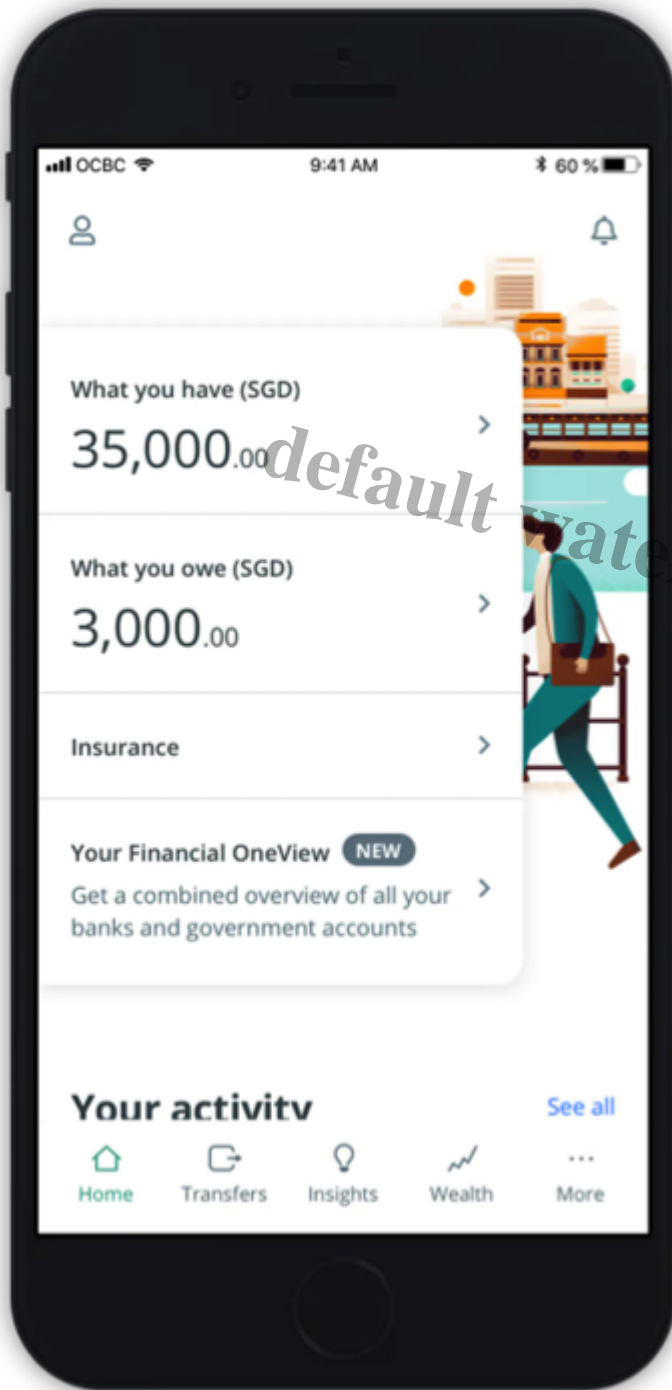 OCBC 9:41 AM 60 %
What you have (SGD)
35,000.00
What you owe (SGD)
3,000.00
Insurance
Your Financial OneView NEW
Get a combined overview of all your
banks and government accounts
Your activity See all
Home Transfers Insights Wealth More
default wate